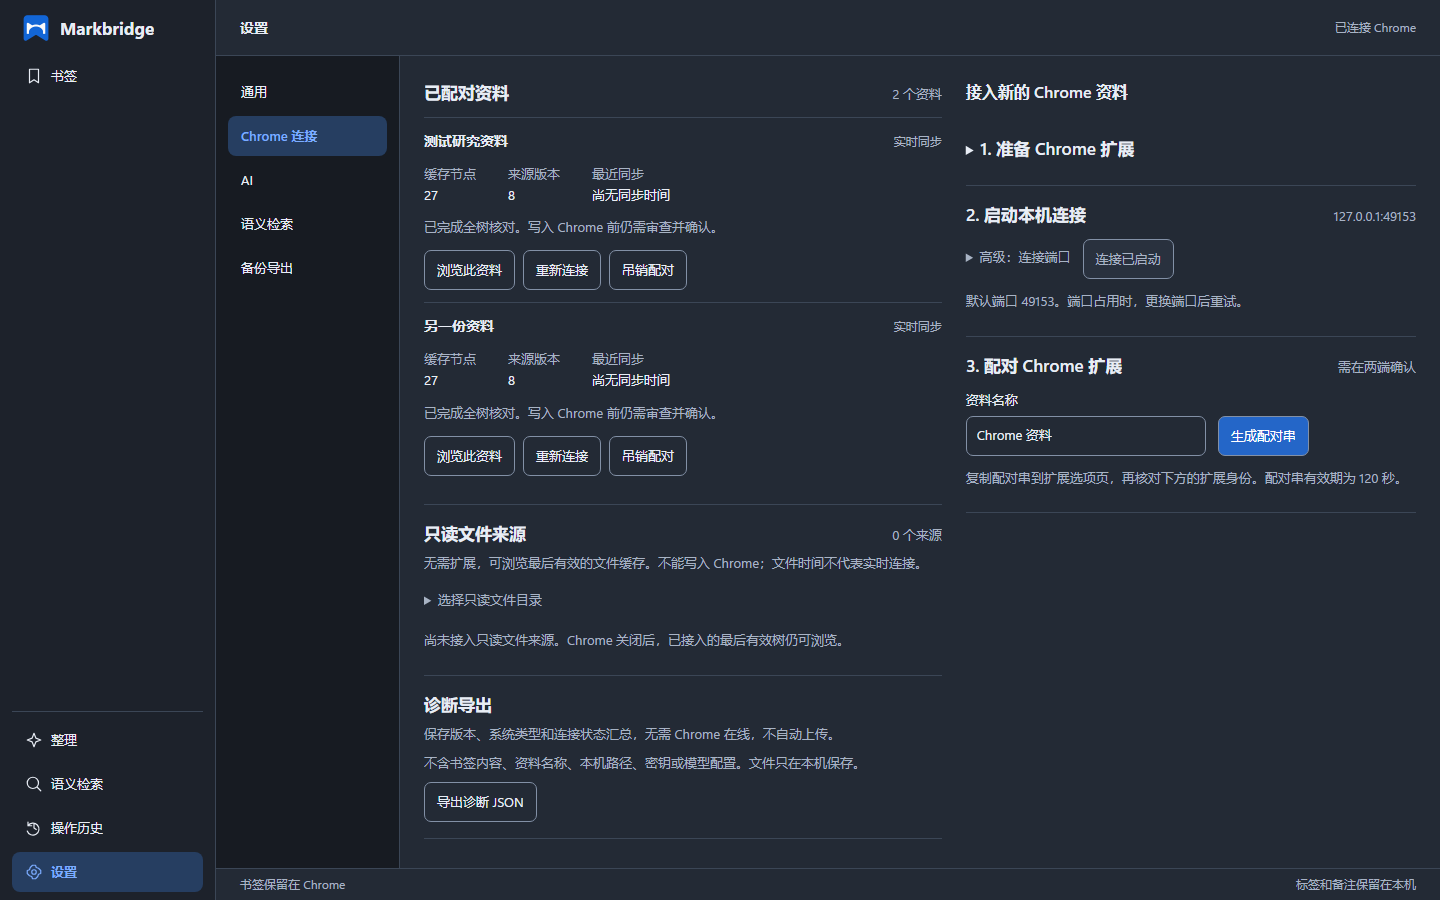 Markbridge
书签
整理
语义检索
操作历史
设置
设置
已连接 Chrome
通用
Chrome 连接
AI
语义检索
备份导出
已配对资料
2 个资料
测试研究资料
实时同步
缓存节点 来源版本 最近同步
27 8 尚无同步时间
已完成全树核对。写入 Chrome 前仍需审查并确认。
浏览此资料 重新连接 吊销配对
另一份资料
实时同步
缓存节点 来源版本 最近同步
27 8 尚无同步时间
已完成全树核对。写入 Chrome 前仍需审查并确认。
浏览此资料 重新连接 吊销配对
只读文件来源
0 个来源
无需扩展，可浏览最后有效的文件缓存。不能写入 Chrome；文件时间不代表实时连接。
选择只读文件目录
尚未接入只读文件来源。Chrome 关闭后，已接入的最后有效树仍可浏览。
诊断导出
保存版本、系统类型和连接状态汇总，无需 Chrome 在线，不自动上传。
不含书签内容、资料名称、本机路径、密钥或模型配置。文件只在本机保存。
导出诊断 JSON
接入新的 Chrome 资料
1. 准备 Chrome 扩展
2. 启动本机连接
127.0.0.1:49153
高级：连接端口 连接已启动
默认端口 49153。端口占用时，更换端口后重试。
3. 配对 Chrome 扩展
需在两端确认
资料名称
Chrome 资料 生成配对串
复制配对串到扩展选项页，再核对下方的扩展身份。配对串有效期为 120 秒。
书签保留在 Chrome
标签和备注保留在本机